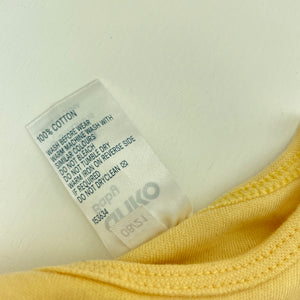 100% COTTON
WASH BEFORE WEAR
WARM MACHINE WASH WITH
SIMILAR COLOURS
DO NOT BLEACH
DO NOT TUMBLE DRY
IF REQUIRED
WARM IRON ON REVERSE SIDE
DO NOT DRYCLEAN
153634